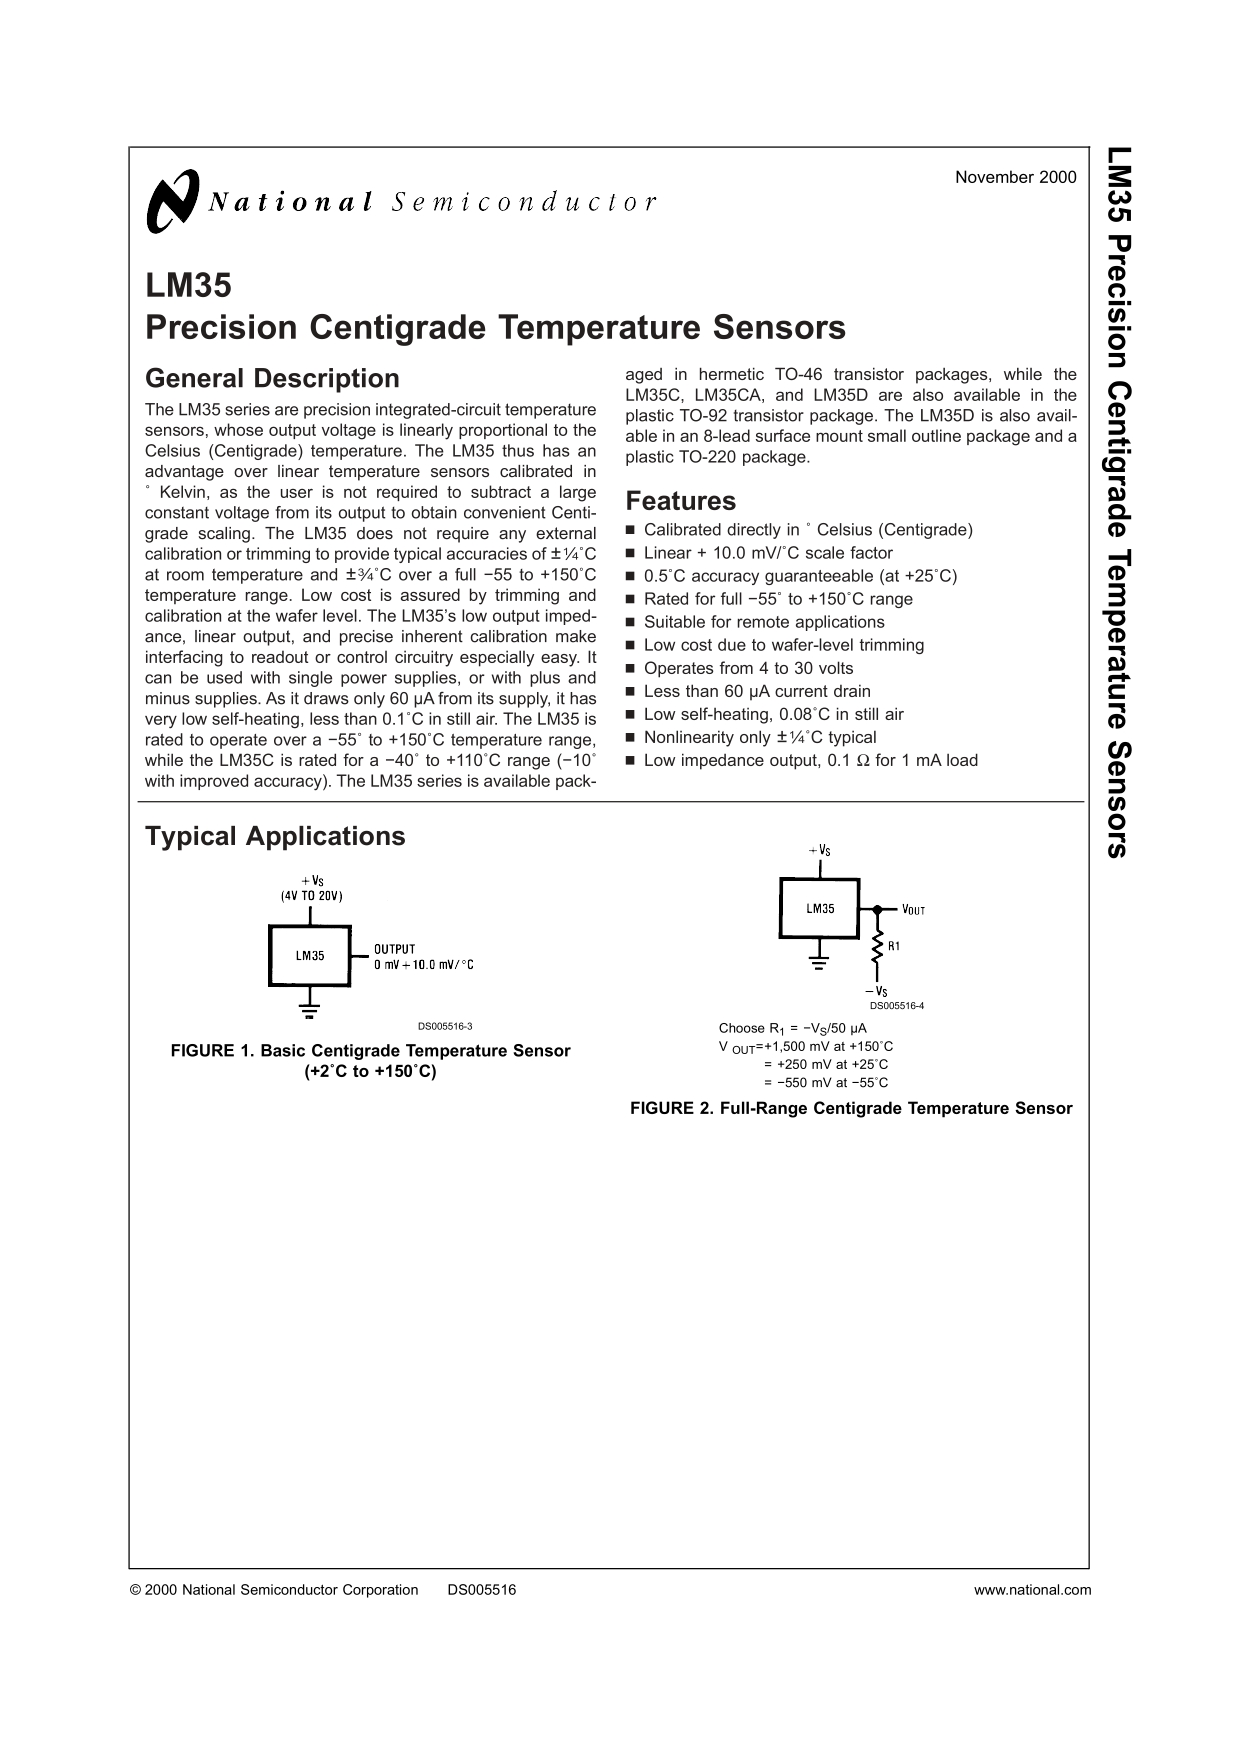 November 2000
National Semiconductor
LM35
Precision Centigrade Temperature Sensors
General Description
The LM35 series are precision integrated-circuit temperature
sensors, whose output voltage is linearly proportional to the
Celsius (Centigrade) temperature. The LM35 thus has an
advantage over linear temperature sensors calibrated in
˚ Kelvin, as the user is not required to subtract a large
constant voltage from its output to obtain convenient Centi-
grade scaling. The LM35 does not require any external
calibration or trimming to provide typical accuracies of ±¼˚C
at room temperature and ±¾˚C over a full −55 to +150˚C
temperature range. Low cost is assured by trimming and
calibration at the wafer level. The LM35's low output imped-
ance, linear output, and precise inherent calibration make
interfacing to readout or control circuitry especially easy. It
can be used with single power supplies, or with plus and
minus supplies. As it draws only 60 µA from its supply, it has
very low self-heating, less than 0.1˚C in still air. The LM35 is
rated to operate over a −55˚ to +150˚C temperature range,
while the LM35C is rated for a −40˚ to +110˚C range (−10˚
with improved accuracy). The LM35 series is available pack-
aged in hermetic TO-46 transistor packages, while the
LM35C, LM35CA, and LM35D are also available in the
plastic TO-92 transistor package. The LM35D is also avail-
able in an 8-lead surface mount small outline package and a
plastic TO-220 package.
Features
■ Calibrated directly in ˚ Celsius (Centigrade)
■ Linear + 10.0 mV/˚C scale factor
■ 0.5˚C accuracy guaranteeable (at +25˚C)
■ Rated for full −55˚ to +150˚C range
■ Suitable for remote applications
■ Low cost due to wafer-level trimming
■ Operates from 4 to 30 volts
■ Less than 60 µA current drain
■ Low self-heating, 0.08˚C in still air
■ Nonlinearity only ±¼˚C typical
■ Low impedance output, 0.1 Ω for 1 mA load
Typical Applications
+VS
(4V TO 20V)
LM35
OUTPUT
0 mV+10.0 mV/°C
DS005516-3
FIGURE 1. Basic Centigrade Temperature Sensor
(+2˚C to +150˚C)
+VS
LM35
VOUT
R1
−VS
DS005516-4
Choose R1 = −VS/50 µA
V OUT=+1,500 mV at +150˚C
= +250 mV at +25˚C
= −550 mV at −55˚C
FIGURE 2. Full-Range Centigrade Temperature Sensor
LM35 Precision Centigrade Temperature Sensors
© 2000 National Semiconductor Corporation DS005516 www.national.com